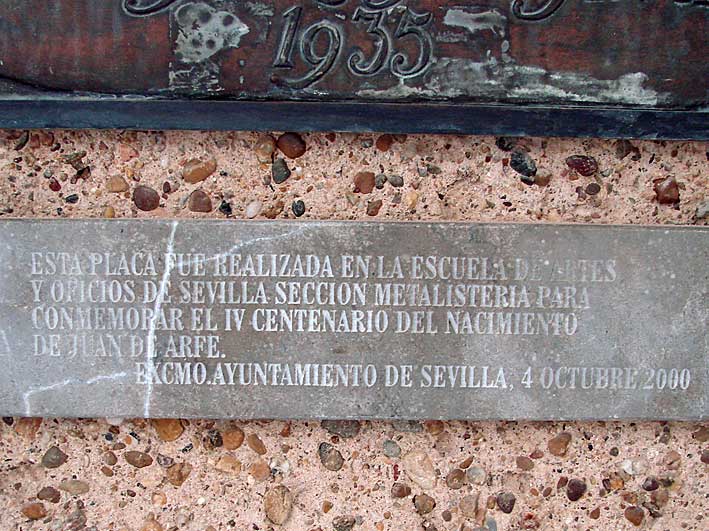 1935
ESTA PLACA FUE REALIZADA EN LA ESCUELA DE ARTES
Y OFICIOS DE SEVILLA SECCION METALISTERIA PARA
CONMEMORAR EL IV CENTENARIO DEL NACIMIENTO
DE JUAN DE ARFE.
EXCMO. AYUNTAMIENTO DE SEVILLA, 4 OCTUBRE 2000